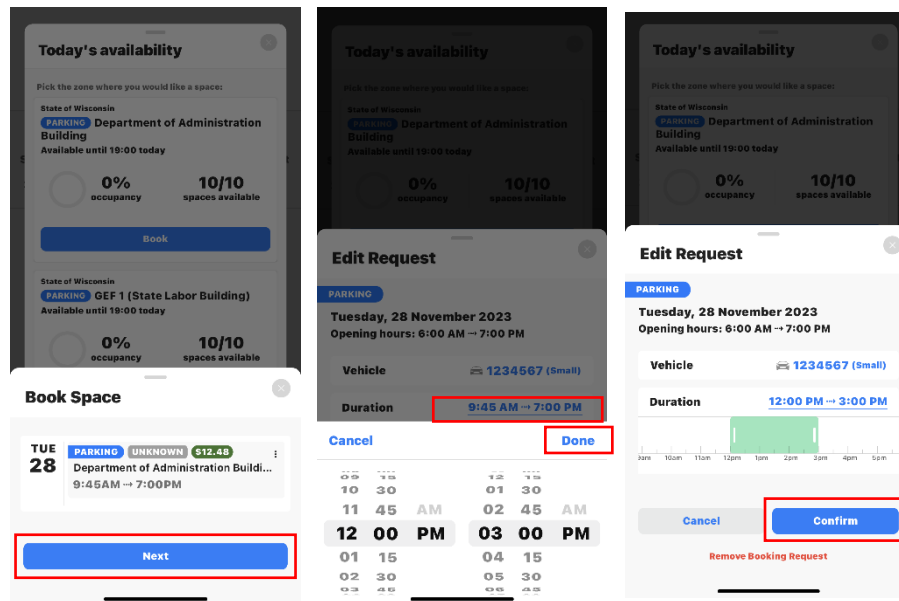 Today's availability
Pick the zone where you would like a space:
State of Wisconsin
PARKING Department of Administration
Building
Available until 19:00 today
0%
occupancy
10/10
spaces available
Book
State of Wisconsin
PARKING GEF 1 (State Labor Building)
Available until 19:00 today
0%
occupancy
10/10
spaces available
Book Space
TUE
28
PARKING UNKNOWN $12.48
Department of Administration Buildi...
9:45AM → 7:00PM
Next
Today's availability
Pick the zone where you would like a space:
State of Wisconsin
PARKING Department of Administration
Building
Available until 19:00 today
0%
occupancy
10/10
spaces available
Edit Request
PARKING
Tuesday, 28 November 2023
Opening hours: 6:00 AM → 7:00 PM
Vehicle 1234567 (Small)
Duration 9:45 AM → 7:00 PM
Cancel Done
09 15 12 15
10 30 01 30
11 45 AM 02 45 AM
12 00 PM 03 00 PM
01 15 04 15
02 30 05 30
03 45 06 45
Today's availability
Pick the zone where you would like a space:
State of Wisconsin
PARKING Department of Administration
Building
Available until 19:00 today
0%
occupancy
10/10
spaces available
Edit Request
PARKING
Tuesday, 28 November 2023
Opening hours: 6:00 AM → 7:00 PM
Vehicle 1234567 (Small)
Duration 12:00 PM → 3:00 PM
9am 10am 11am 12pm 1pm 2pm 3pm 4pm 5pm
Cancel Confirm
Remove Booking Request